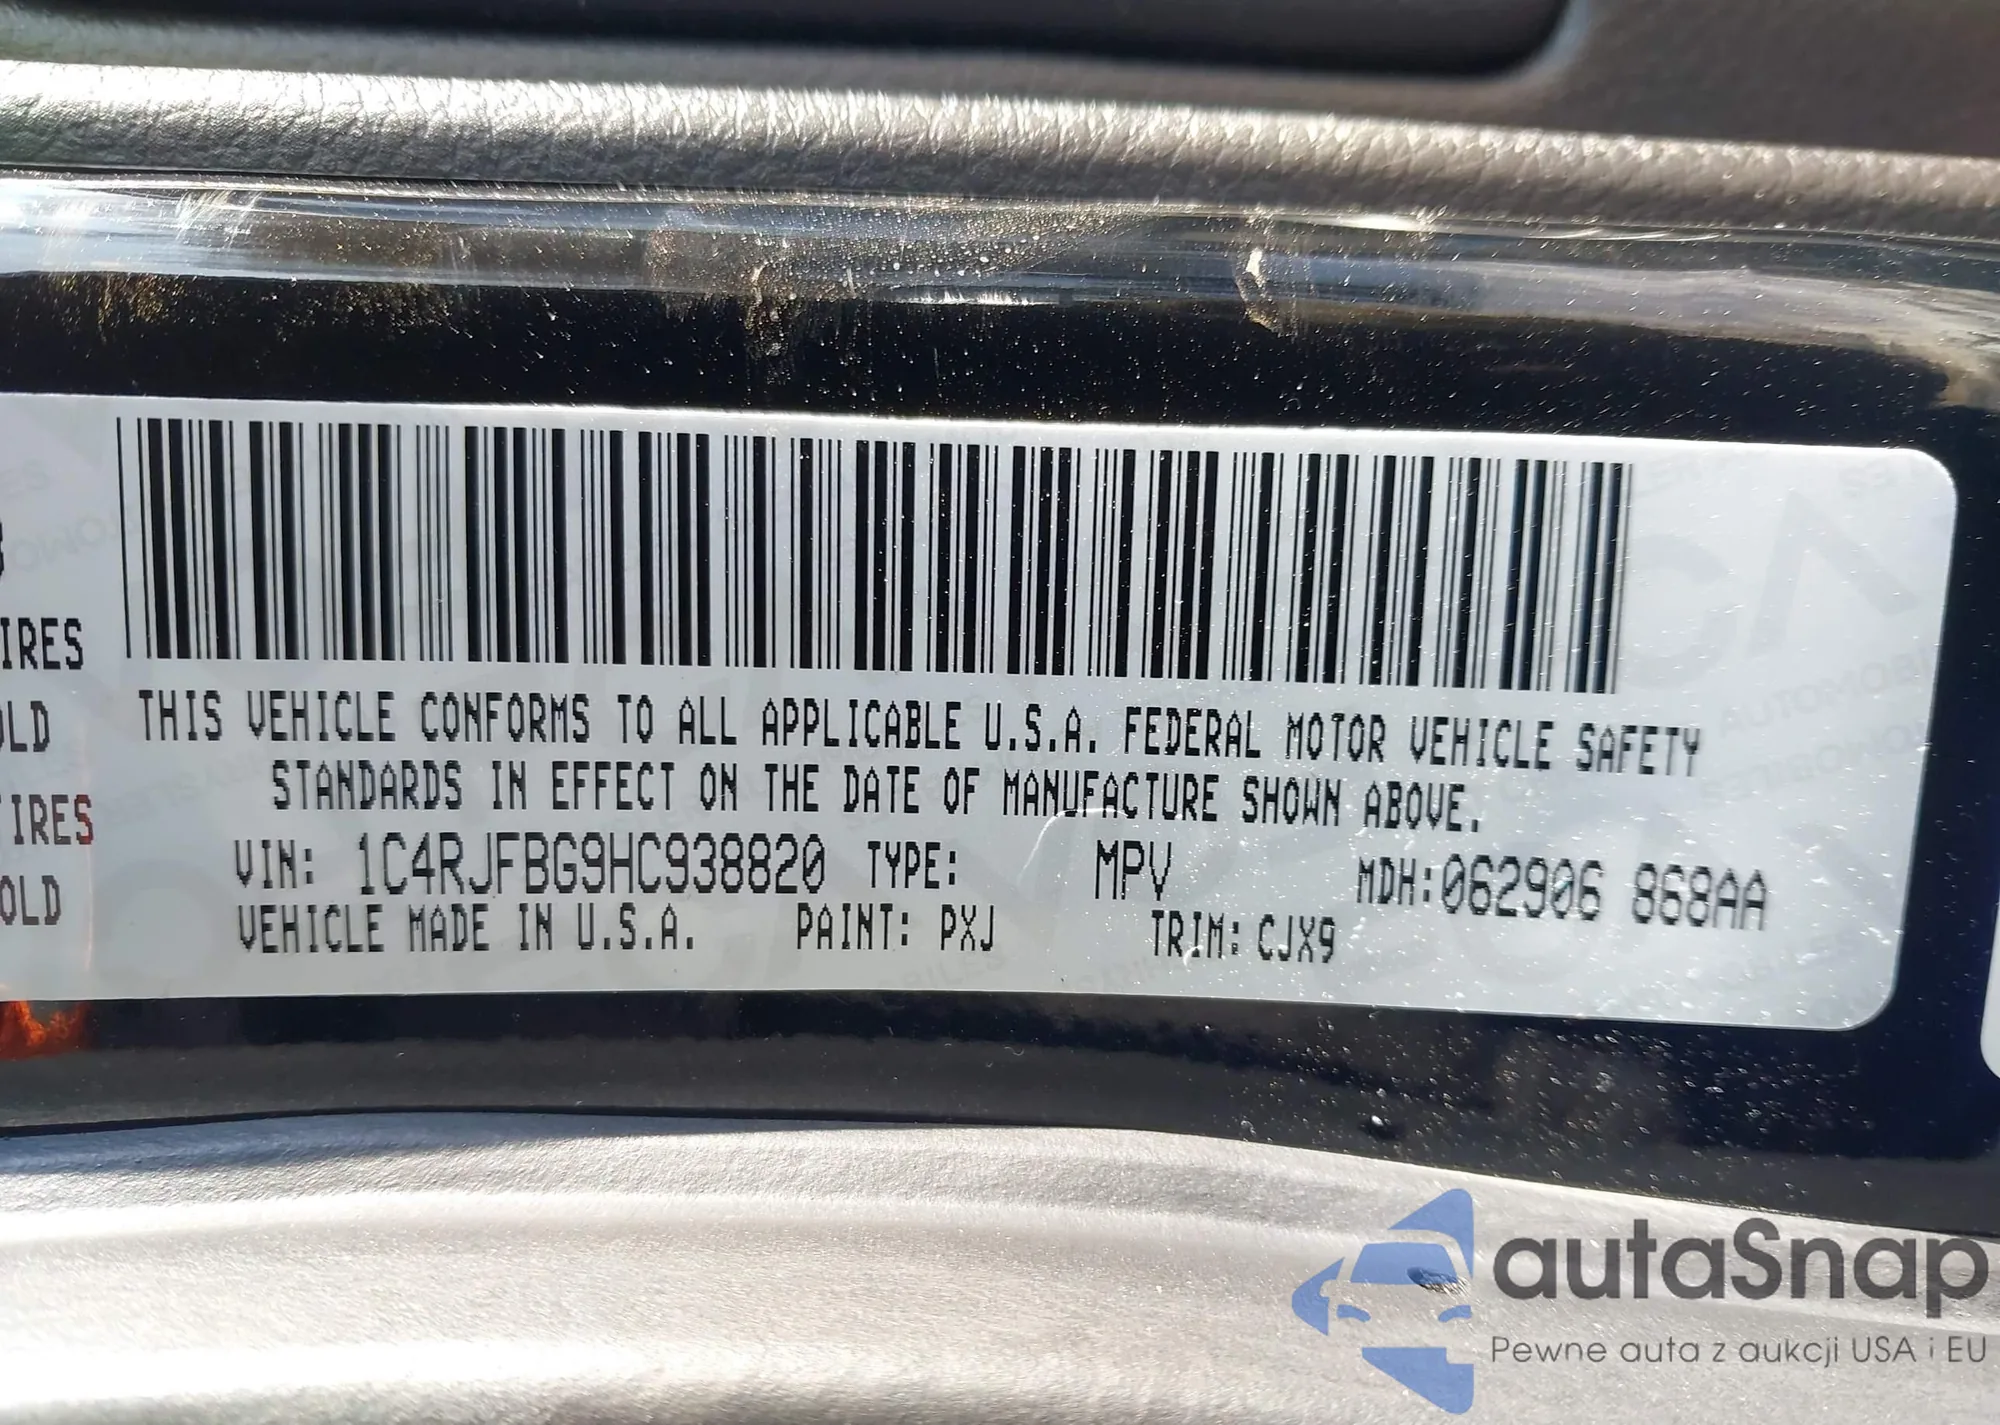 IRES
OLD
IRES
OLD
THIS VEHICLE CONFORMS TO ALL APPLICABLE U.S.A. FEDERAL MOTOR VEHICLE SAFETY
STANDARDS IN EFFECT ON THE DATE OF MANUFACTURE SHOWN ABOVE.
VIN: 1C4RJFBG9HC938820 TYPE: MPV MDH:062906 868AA
VEHICLE MADE IN U.S.A. PAINT: PXJ TRIM: CJX9
autaSnap
Pewne auta z aukcji USA i EU